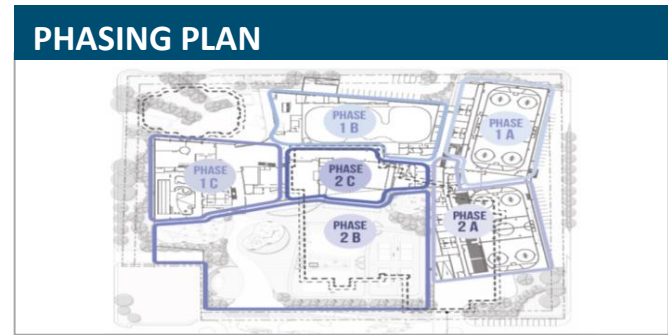 PHASING PLAN
PHASE
1 B
PHASE
1 A
PHASE
1 C
PHASE
2 C
PHASE
2 A
PHASE
2 B